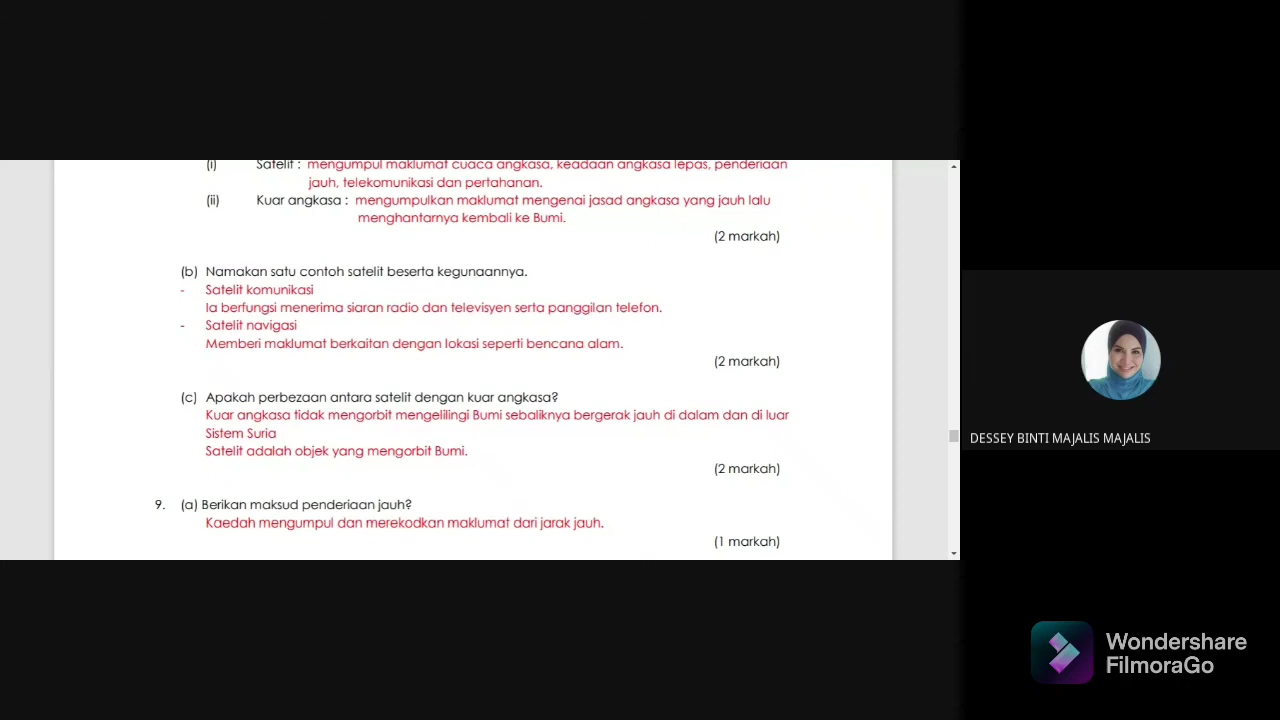 (i) Satelit : mengumpul maklumat cuaca angkasa, keadaan angkasa lepas, penderiaan
jauh, telekomunikasi dan pertahanan.
(ii) Kuar angkasa : mengumpulkan maklumat mengenai jasad angkasa yang jauh lalu
menghantarnya kembali ke Bumi.
(2 markah)
(b) Namakan satu contoh satelit beserta kegunaannya.
- Satelit komunikasi
Ia berfungsi menerima siaran radio dan televisyen serta panggilan telefon.
- Satelit navigasi
Memberi maklumat berkaitan dengan lokasi seperti bencana alam.
(2 markah)
(c) Apakah perbezaan antara satelit dengan kuar angkasa?
Kuar angkasa tidak mengorbit mengelilingi Bumi sebaliknya bergerak jauh di dalam dan di luar
Sistem Suria
Satelit adalah objek yang mengorbit Bumi.
(2 markah)
9. (a) Berikan maksud penderiaan jauh?
Kaedah mengumpul dan merekodkan maklumat dari jarak jauh.
(1 markah)
DESSEY BINTI MAJALIS MAJALIS
Wondershare
FilmoraGo